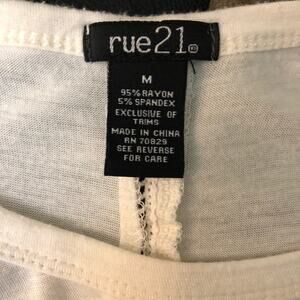 rue21®
M
95% RAYON
5% SPANDEX
EXCLUSIVE OF
TRIMS
MADE IN CHINA
RN 70829
SEE REVERSE
FOR CARE